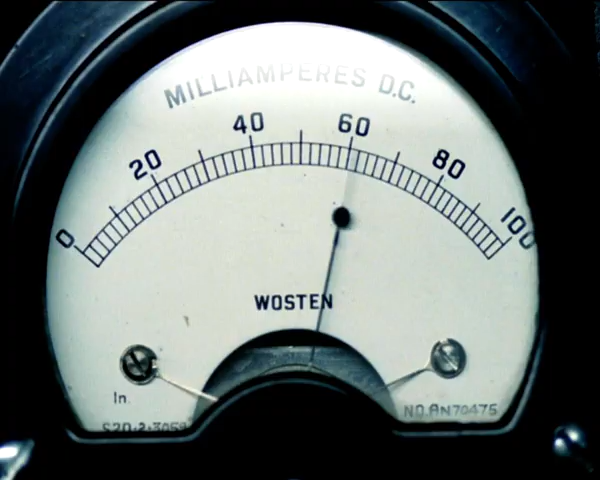 MILLIAMPERES D.C.
0 20 40 60 80 100
WOSTEN
In.
NO.AN70475